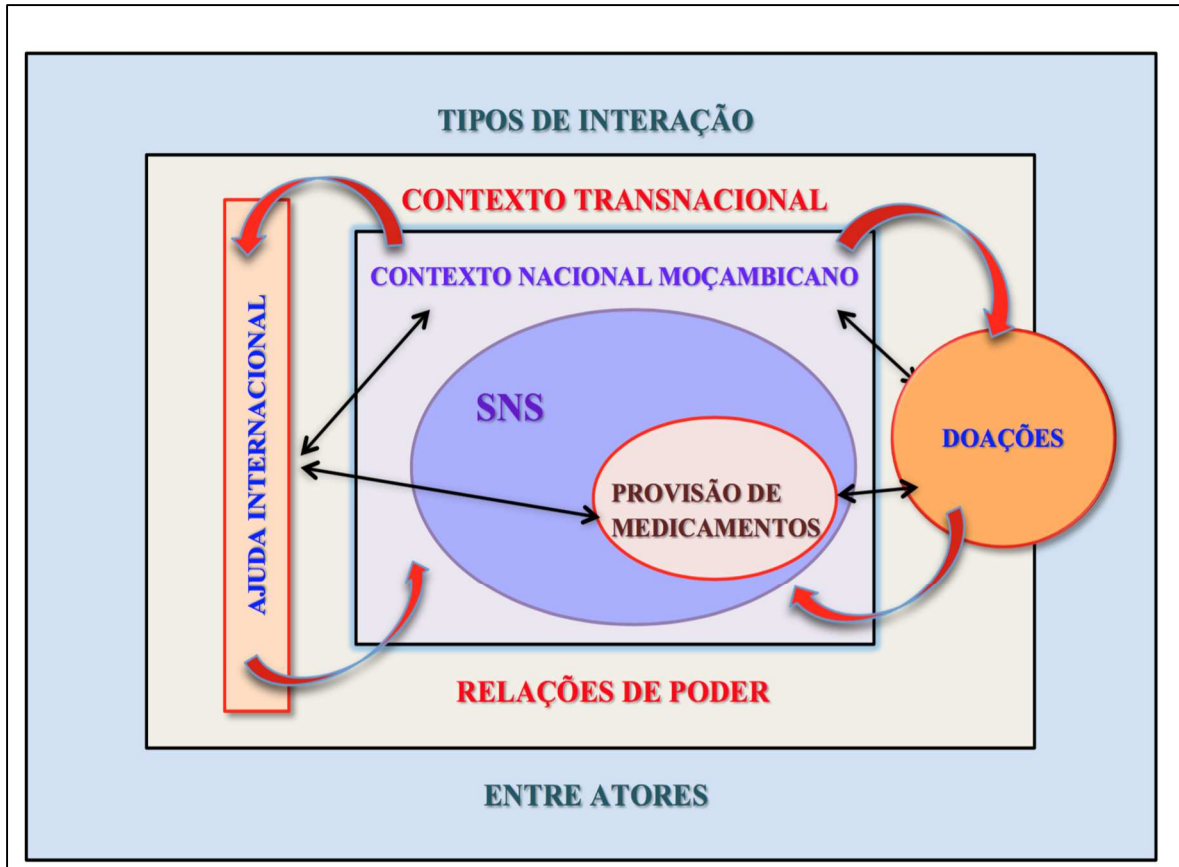 TIPOS DE INTERAÇÃO
CONTEXTO TRANSNACIONAL
CONTEXTO NACIONAL MOÇAMBICANO
AJUDA INTERNACIONAL
SNS
DOAÇÕES
PROVISÃO DE
MEDICAMENTOS
RELAÇÕES DE PODER
ENTRE ATORES